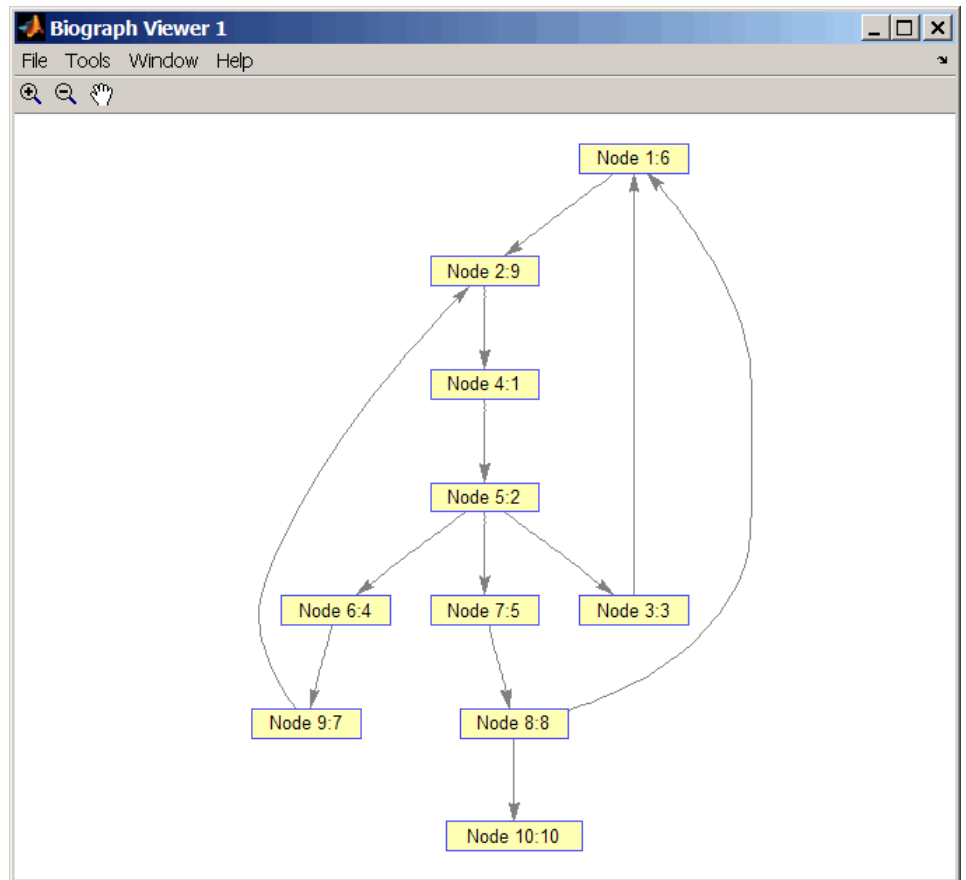 Biograph Viewer 1
File Tools Window Help
Node 1:6
Node 2:9
Node 4:1
Node 5:2
Node 6:4 Node 7:5 Node 3:3
Node 9:7 Node 8:8
Node 10:10